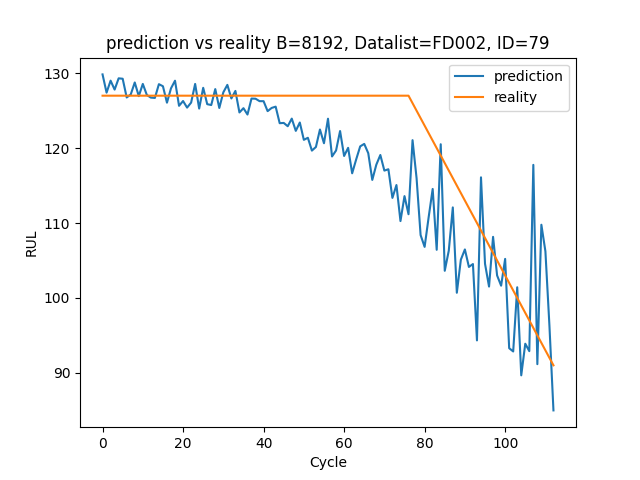 prediction vs reality B=8192, Datalist=FD002, ID=79
prediction
reality
130
120
110
100
90
RUL
0 20 40 60 80 100
Cycle